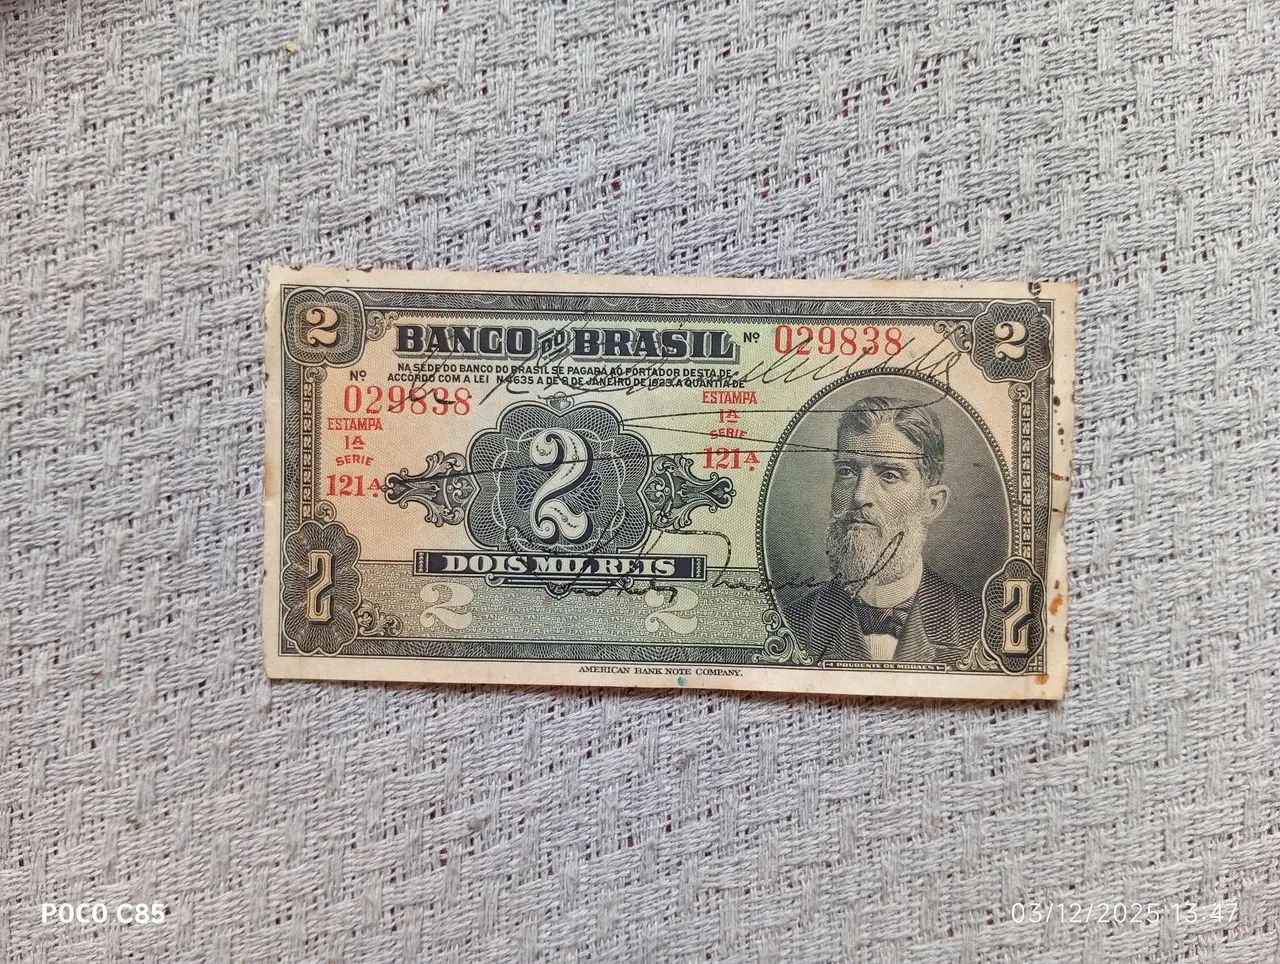 2
2
BANCO DO BRASIL
Nº 029838
NA SÉDE DO BANCO DO BRASIL SE PAGARÁ AO PORTADOR DESTA DE
ACCÔRDO COM A LEI N. 4635 A DE 8 DE JANEIRO DE 1923, A QUANTIA DE
Nº
029838
ESTAMPA
1A
SERIE
121A.
ESTAMPA
1A
SERIE
121A.
2
DOIS MIL REIS
2
2
2
2
PRUDENTE DE MORAES
AMERICAN BANK NOTE COMPANY.
POCO C85
03/12/2025 13:47